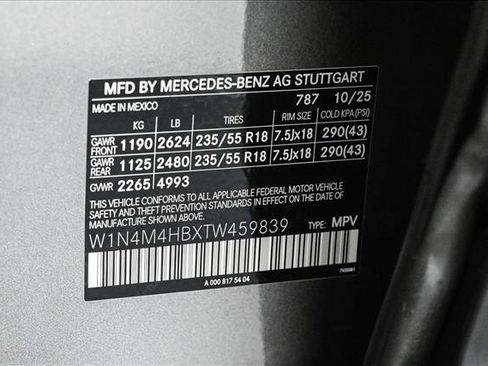 MFD BY MERCEDES-BENZ AG STUTTGART
MADE IN MEXICO 787 10/25
KG LB TIRES RIM SIZE COLD KPA(PSI)
GAWR FRONT 1190 2624 235/55 R18 7.5Jx18 290(43)
GAWR REAR 1125 2480 235/55 R18 7.5Jx18 290(43)
GVWR 2265 4993
THIS VEHICLE CONFORMS TO ALL APPLICABLE FEDERAL MOTOR VEHICLE
SAFETY AND THEFT PREVENTION STANDARDS IN EFFECT ON THE DATE OF
MANUFACTURE SHOWN ABOVE.
W1N4M4HBXTW459839 TYPE: MPV
A 000 817 54 04